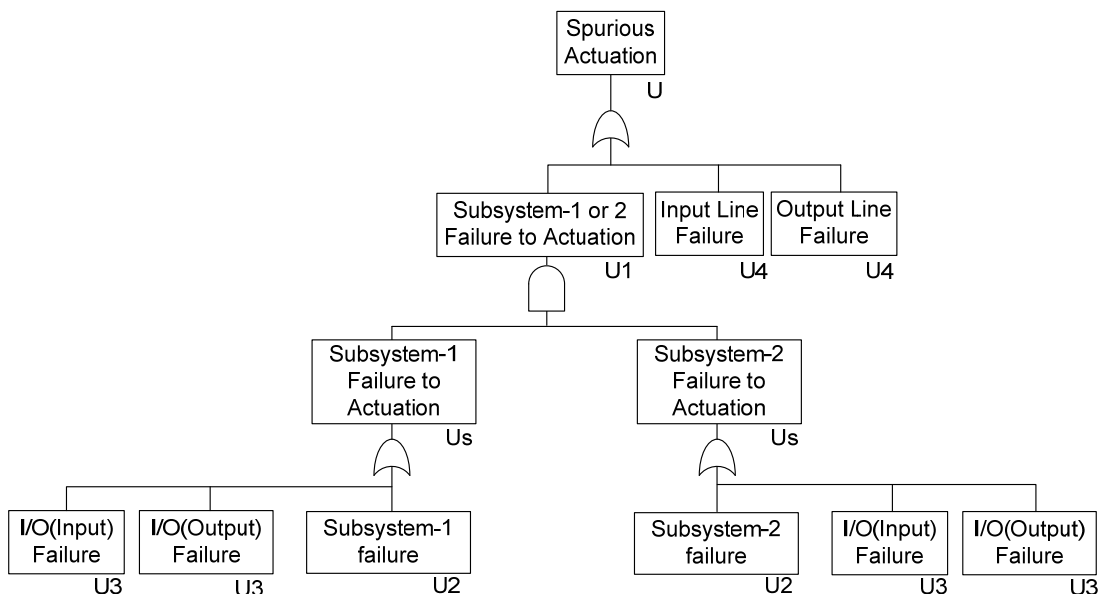 Spurious
Actuation
U
Subsystem-1 or 2
Failure to Actuation
U1
Input Line
Failure
U4
Output Line
Failure
U4
Subsystem-1
Failure to
Actuation
Us
Subsystem-2
Failure to
Actuation
Us
I/O(Input)
Failure
U3
I/O(Output)
Failure
U3
Subsystem-1
failure
U2
Subsystem-2
failure
U2
I/O(Input)
Failure
U3
I/O(Output)
Failure
U3